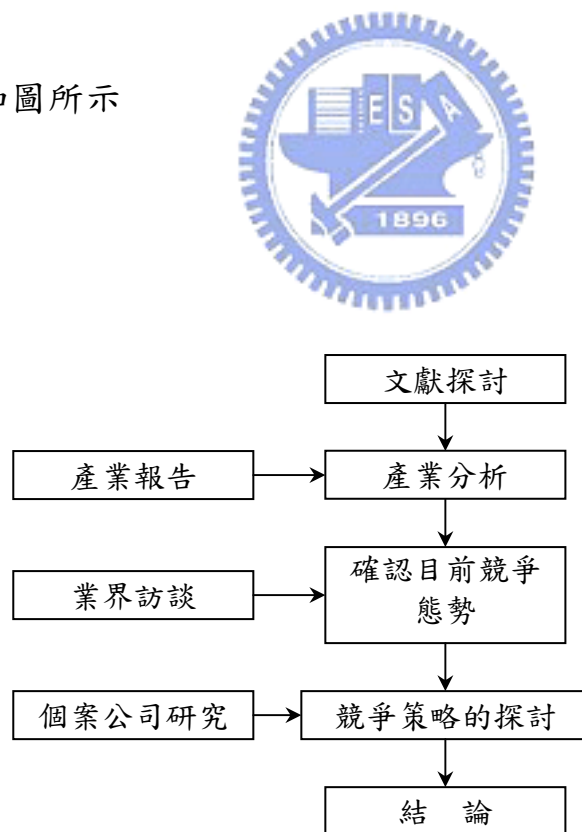 如圖所示
E S A
1896
文獻探討
產業報告
產業分析
業界訪談
確認目前競爭
態勢
個案公司研究
競爭策略的探討
結 論